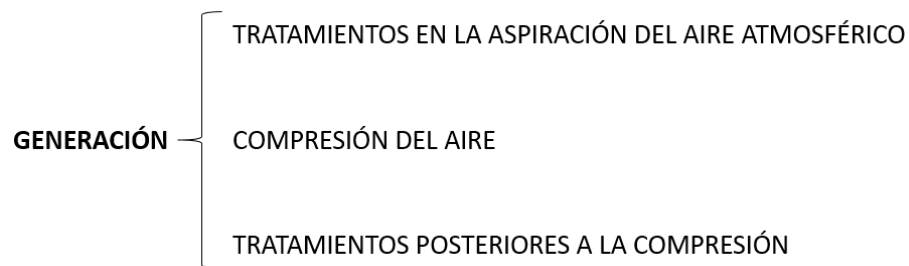 TRATAMIENTOS EN LA ASPIRACIÓN DEL AIRE ATMOSFÉRICO
GENERACIÓN
COMPRESIÓN DEL AIRE
TRATAMIENTOS POSTERIORES A LA COMPRESIÓN